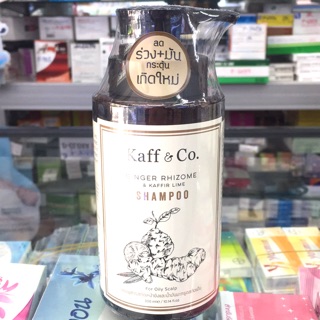 ลด
ร่วง+มัน
กระตุ้น
เกิดใหม่
Kaff & Co.
GINGER RHIZOME
& KAFFIR LIME
SHAMPOO
For Oily Scalp